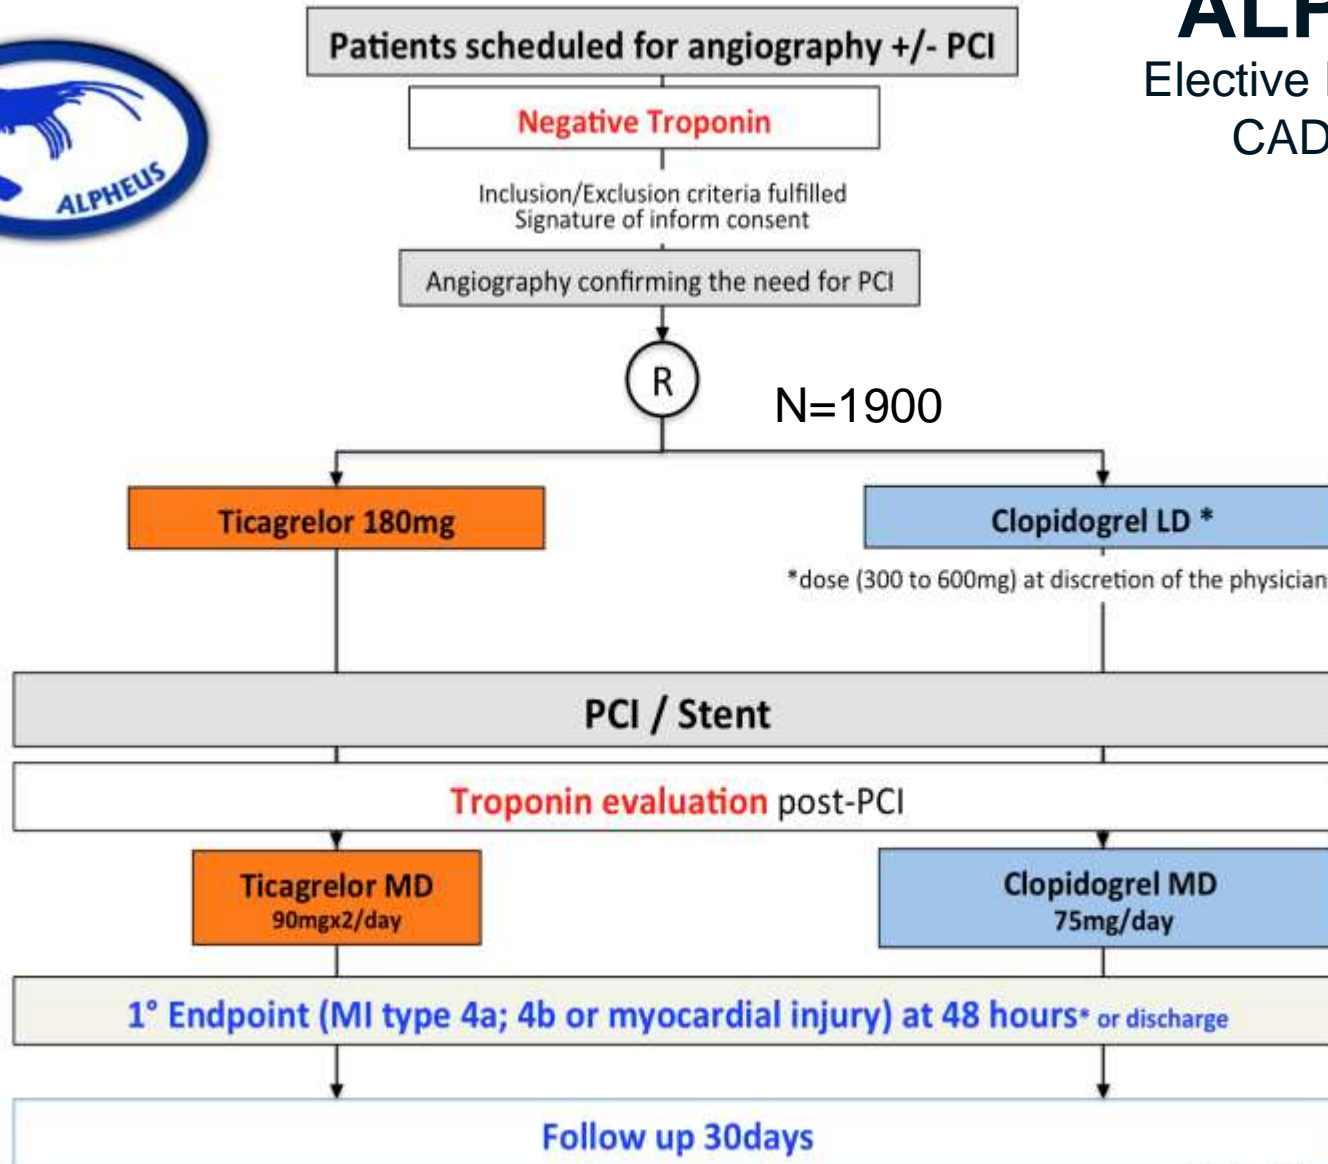 Patients scheduled for angiography +/- PCI
ALP
Elective
CAD
Negative Troponin
ALPHEUS
Inclusion/Exclusion criteria fulfilled
Signature of inform consent
Angiography confirming the need for PCI
R
N=1900
Ticagrelor 180mg
Clopidogrel LD *
*dose (300 to 600mg) at discretion of the physician
PCI / Stent
Troponin evaluation post-PCI
Ticagrelor MD
90mgx2/day
Clopidogrel MD
75mg/day
1° Endpoint (MI type 4a; 4b or myocardial injury) at 48 hours* or discharge
Follow up 30days